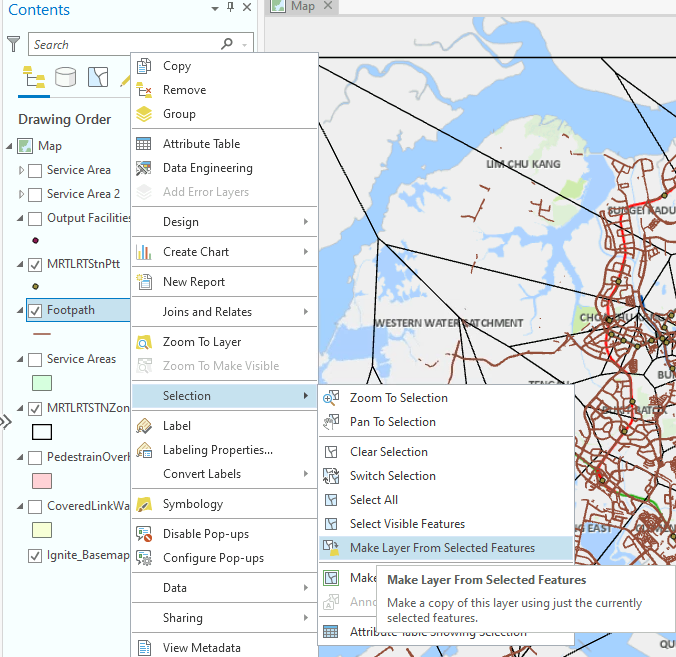 Contents
Map
Search
Drawing Order
Map
Service Area
Service Area 2
Output Facilities
MRTLRTStnPtt
Footpath
Service Areas
MRTLRTSTNZon
PedestrainOver
CoveredLinkWa
Ignite_Basemap
Copy
Remove
Group
Attribute Table
Data Engineering
Add Error Layers
Design
Create Chart
New Report
Joins and Relates
Zoom To Layer
Zoom To Make Visible
Selection
Label
Labeling Properties...
Convert Labels
Symbology
Disable Pop-ups
Configure Pop-ups
Data
Sharing
View Metadata
Zoom To Selection
Pan To Selection
Clear Selection
Switch Selection
Select All
Select Visible Features
Make Layer From Selected Features
Make
Anno
Attribute Table Showing Selection
Make Layer From Selected Features
Make a copy of this layer using just the currently
selected features.
LIM CHU KANG
SUNGEI KADU
WESTERN WATER CATCHMENT
CHOA CHU KANG
TENGAH
BUKIT BATOK